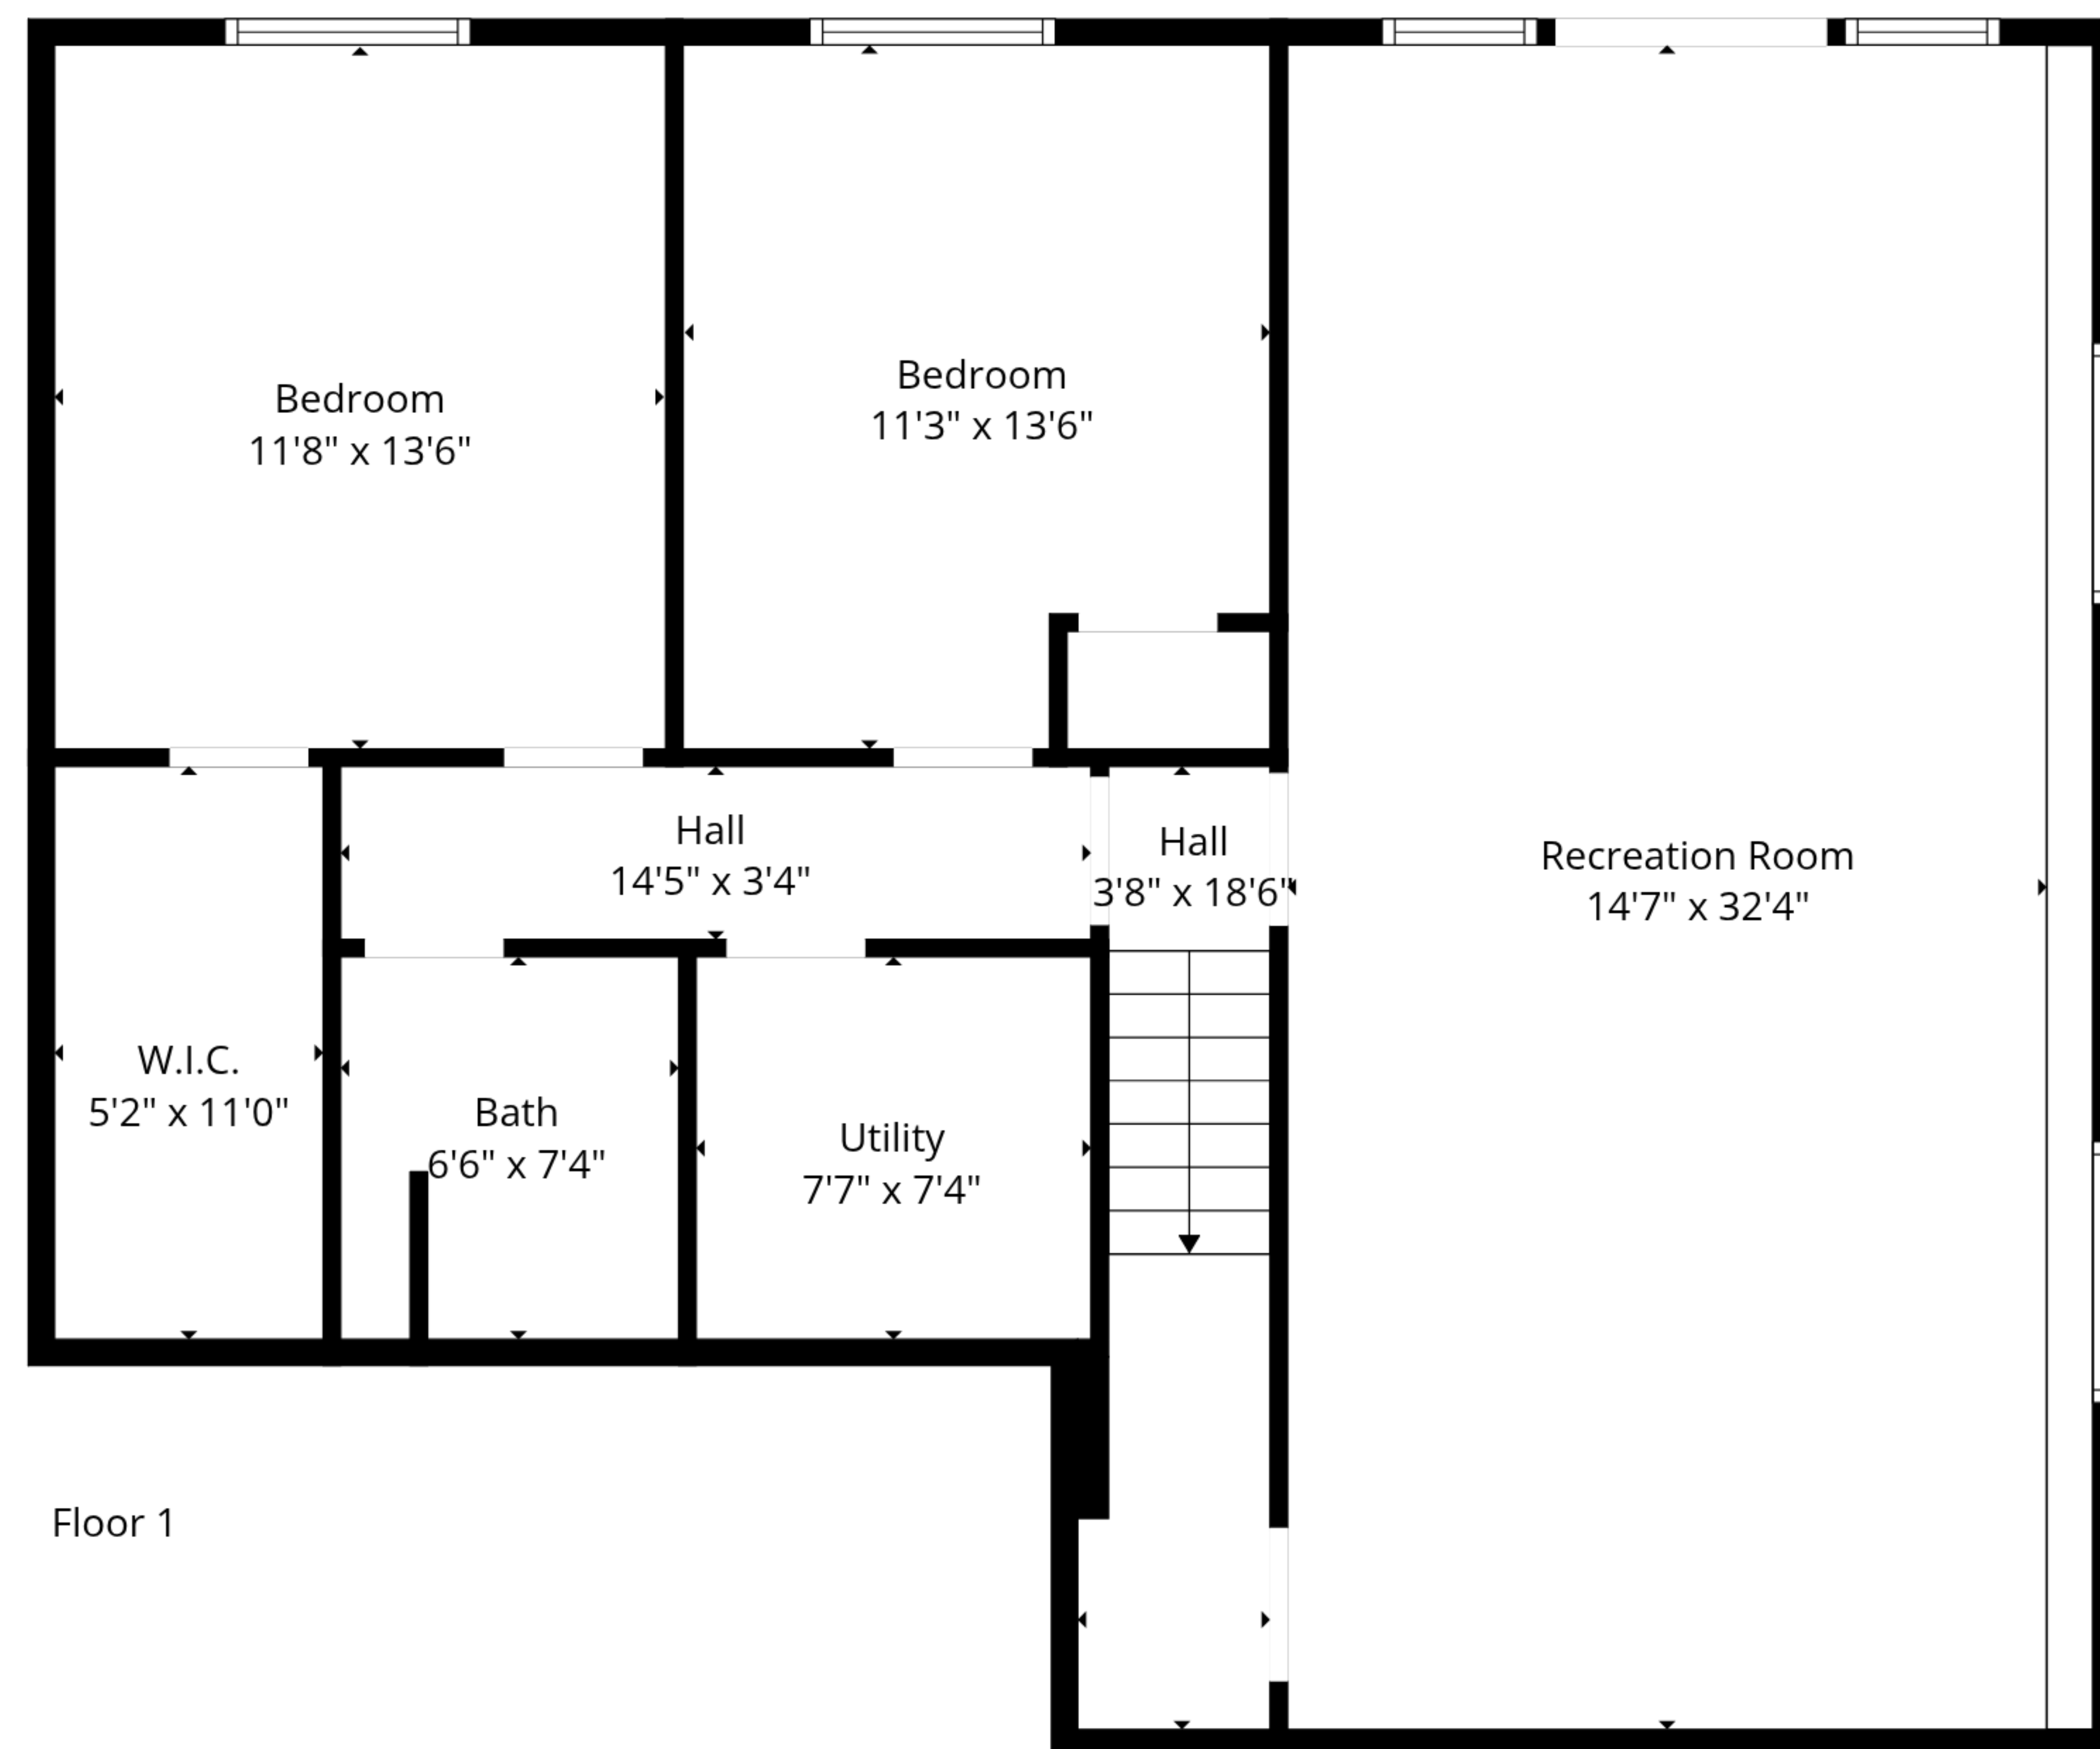 Bedroom
11'8" x 13'6"
Bedroom
11'3" x 13'6"
Hall
14'5" x 3'4"
Hall
3'8" x 18'6"
Recreation Room
14'7" x 32'4"
W.I.C.
5'2" x 11'0"
Bath
6'6" x 7'4"
Utility
7'7" x 7'4"
Floor 1